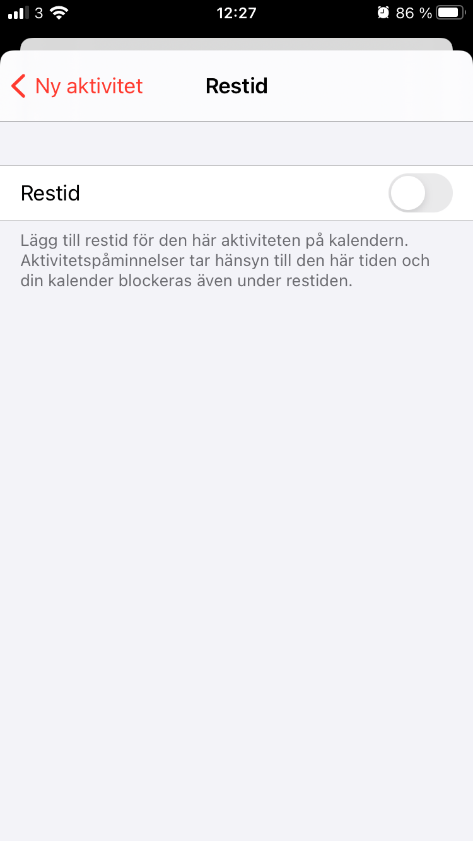 3 12:27 86 %
Ny aktivitet Restid
Restid
Lägg till restid för den här aktiviteten på kalendern.
Aktivitetspåminnelser tar hänsyn till den här tiden och
din kalender blockeras även under restiden.